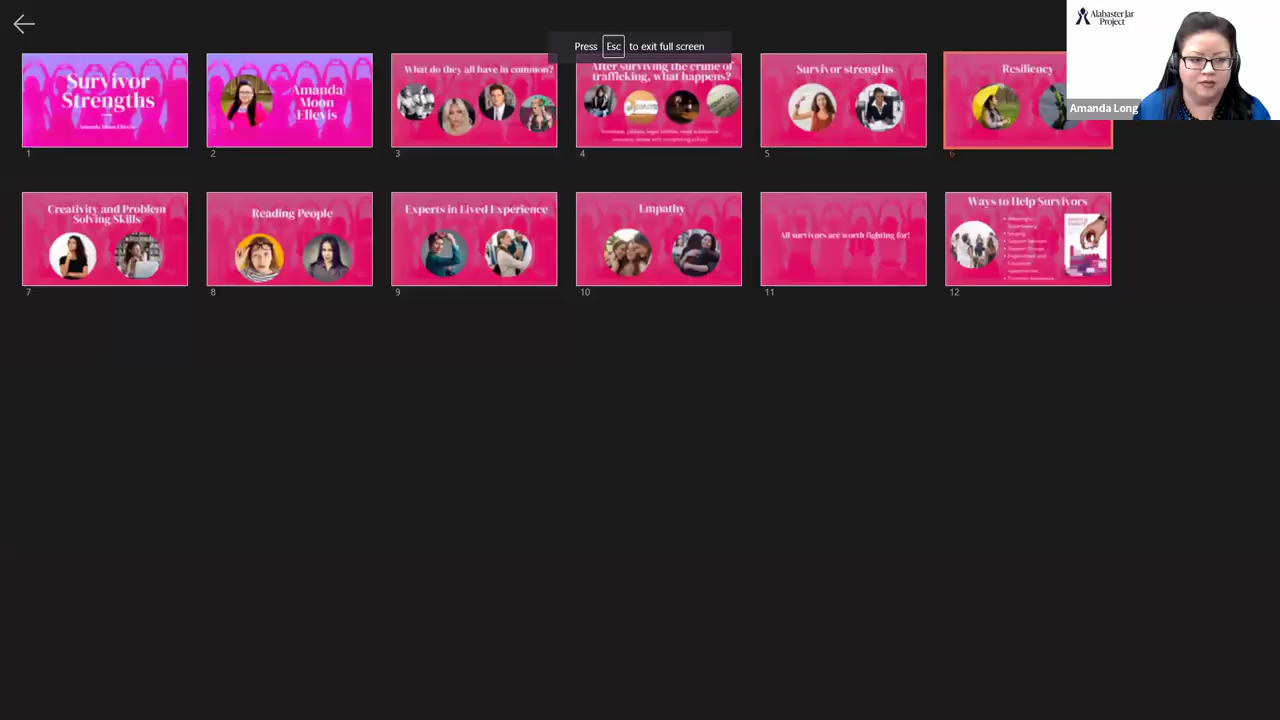 Press Esc to exit full screen
Alabaster Jar
Project
Amanda Long
Survivor
Strengths
1
Amanda
Moon
Ellevis
2
What do they all have in common?
3
After surviving the crime of
trafficking, what happens?
4
Survivor strengths
5
Resiliency
6
Creativity and Problem
Solving Skills
7
Reading People
8
Experts in Lived Experience
9
Empathy
10
All survivors are worth fighting for!
11
Ways to Help Survivors
12